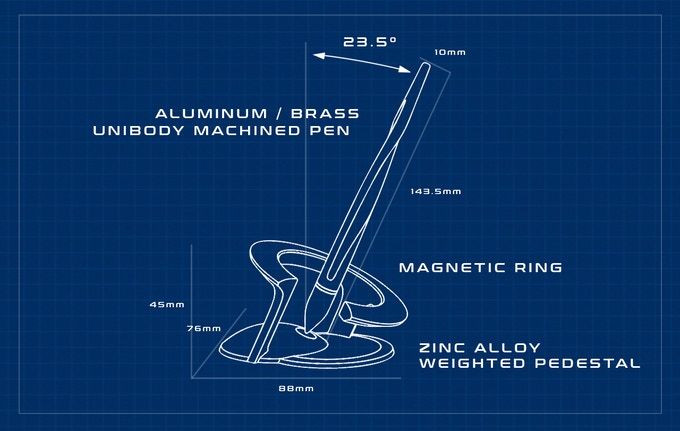 23.5°
10mm
ALUMINUM / BRASS
UNIBODY MACHINED PEN
143.5mm
MAGNETIC RING
45mm
76mm
ZINC ALLOY
WEIGHTED PEDESTAL
88mm